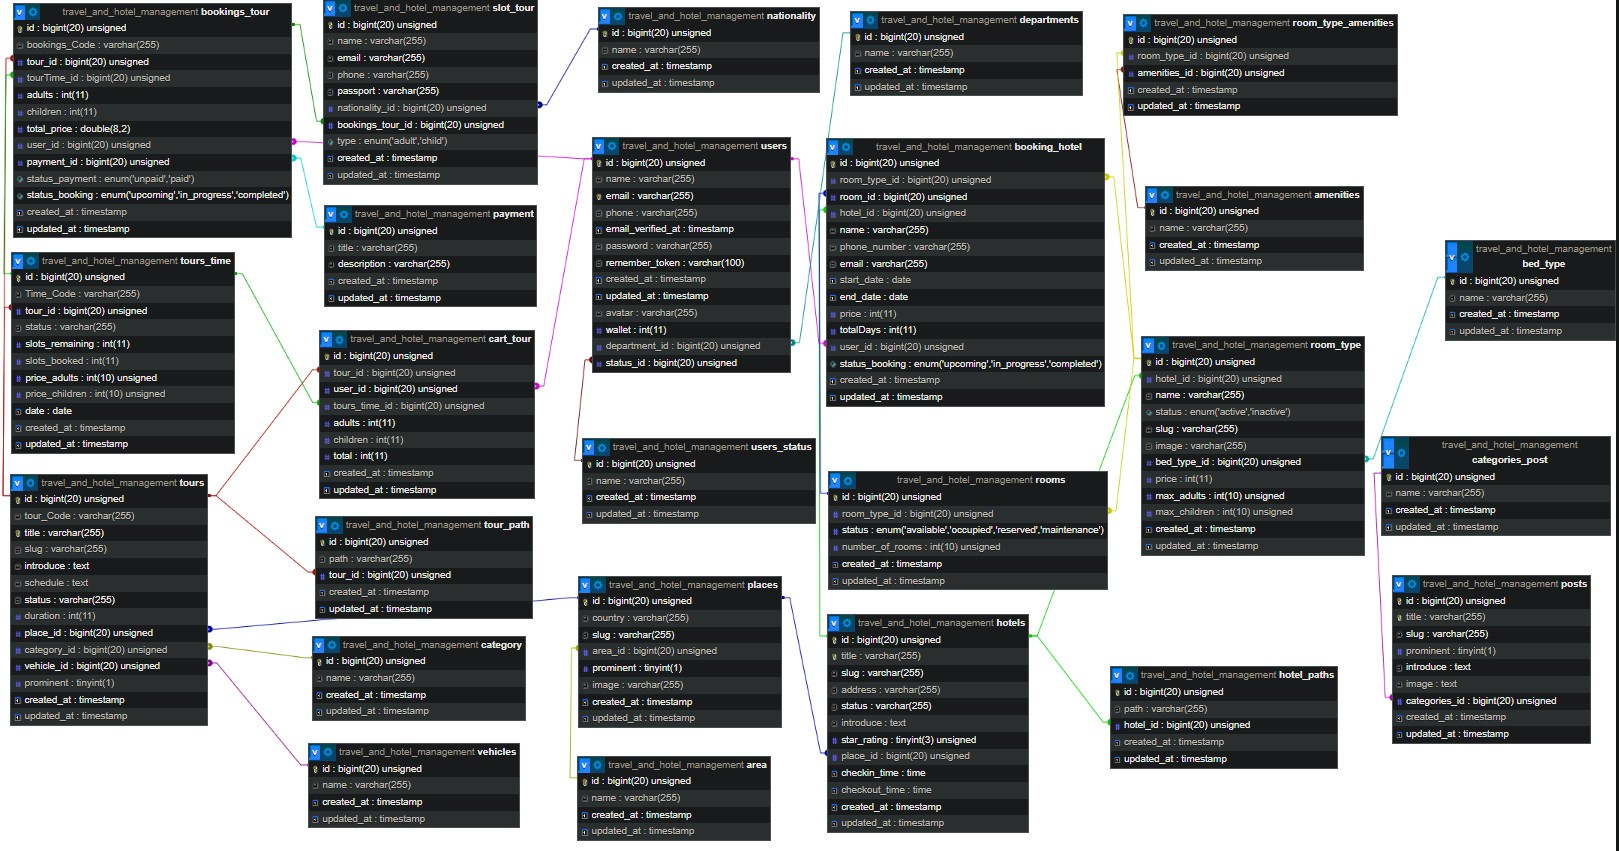 travel_and_hotel_management bookings_tour
id : bigint(20) unsigned
bookings_Code : varchar(255)
tour_id : bigint(20) unsigned
tourTime_id : bigint(20) unsigned
adults : int(11)
children : int(11)
total_price : double(8,2)
user_id : bigint(20) unsigned
payment_id : bigint(20) unsigned
status_payment : enum('unpaid','paid')
status_booking : enum('upcoming','in_progress','completed')
created_at : timestamp
updated_at : timestamp
travel_and_hotel_management tours_time
id : bigint(20) unsigned
Time_Code : varchar(255)
tour_id : bigint(20) unsigned
status : varchar(255)
slots_remaining : int(11)
slots_booked : int(11)
price_adults : int(10) unsigned
price_children : int(10) unsigned
date : date
created_at : timestamp
updated_at : timestamp
travel_and_hotel_management tours
id : bigint(20) unsigned
tour_Code : varchar(255)
title : varchar(255)
slug : varchar(255)
introduce : text
schedule : text
status : varchar(255)
duration : int(11)
place_id : bigint(20) unsigned
category_id : bigint(20) unsigned
vehicle_id : bigint(20) unsigned
prominent : tinyint(1)
created_at : timestamp
updated_at : timestamp
travel_and_hotel_management slot_tour
id : bigint(20) unsigned
name : varchar(255)
email : varchar(255)
phone : varchar(255)
passport : varchar(255)
nationality_id : bigint(20) unsigned
bookings_tour_id : bigint(20) unsigned
type : enum('adult','child')
created_at : timestamp
updated_at : timestamp
travel_and_hotel_management payment
id : bigint(20) unsigned
title : varchar(255)
description : varchar(255)
created_at : timestamp
updated_at : timestamp
travel_and_hotel_management cart_tour
id : bigint(20) unsigned
tour_id : bigint(20) unsigned
user_id : bigint(20) unsigned
tours_time_id : bigint(20) unsigned
adults : int(11)
children : int(11)
total : int(11)
created_at : timestamp
updated_at : timestamp
travel_and_hotel_management tour_path
id : bigint(20) unsigned
path : varchar(255)
tour_id : bigint(20) unsigned
created_at : timestamp
updated_at : timestamp
travel_and_hotel_management category
id : bigint(20) unsigned
name : varchar(255)
created_at : timestamp
updated_at : timestamp
travel_and_hotel_management vehicles
id : bigint(20) unsigned
name : varchar(255)
created_at : timestamp
updated_at : timestamp
travel_and_hotel_management nationality
id : bigint(20) unsigned
name : varchar(255)
created_at : timestamp
updated_at : timestamp
travel_and_hotel_management users
id : bigint(20) unsigned
name : varchar(255)
email : varchar(255)
phone : varchar(255)
email_verified_at : timestamp
password : varchar(255)
remember_token : varchar(100)
created_at : timestamp
updated_at : timestamp
avatar : varchar(255)
wallet : int(11)
department_id : bigint(20) unsigned
status_id : bigint(20) unsigned
travel_and_hotel_management users_status
id : bigint(20) unsigned
name : varchar(255)
created_at : timestamp
updated_at : timestamp
travel_and_hotel_management places
id : bigint(20) unsigned
country : varchar(255)
slug : varchar(255)
area_id : bigint(20) unsigned
prominent : tinyint(1)
image : varchar(255)
created_at : timestamp
updated_at : timestamp
travel_and_hotel_management area
id : bigint(20) unsigned
name : varchar(255)
created_at : timestamp
updated_at : timestamp
travel_and_hotel_management departments
id : bigint(20) unsigned
name : varchar(255)
created_at : timestamp
updated_at : timestamp
travel_and_hotel_management booking_hotel
id : bigint(20) unsigned
room_type_id : bigint(20) unsigned
room_id : bigint(20) unsigned
hotel_id : bigint(20) unsigned
name : varchar(255)
phone_number : varchar(255)
email : varchar(255)
start_date : date
end_date : date
price : int(11)
totalDays : int(11)
user_id : bigint(20) unsigned
status_booking : enum('upcoming','in_progress','completed')
created_at : timestamp
updated_at : timestamp
travel_and_hotel_management rooms
id : bigint(20) unsigned
room_type_id : bigint(20) unsigned
status : enum('available','occupied','reserved','maintenance')
number_of_rooms : int(10) unsigned
created_at : timestamp
updated_at : timestamp
travel_and_hotel_management hotels
id : bigint(20) unsigned
title : varchar(255)
slug : varchar(255)
address : varchar(255)
status : varchar(255)
introduce : text
star_rating : tinyint(3) unsigned
place_id : bigint(20) unsigned
checkin_time : time
checkout_time : time
created_at : timestamp
updated_at : timestamp
travel_and_hotel_management room_type_amenities
id : bigint(20) unsigned
room_type_id : bigint(20) unsigned
amenities_id : bigint(20) unsigned
created_at : timestamp
updated_at : timestamp
travel_and_hotel_management amenities
id : bigint(20) unsigned
name : varchar(255)
created_at : timestamp
updated_at : timestamp
travel_and_hotel_management room_type
id : bigint(20) unsigned
hotel_id : bigint(20) unsigned
name : varchar(255)
status : enum('active','inactive')
slug : varchar(255)
image : varchar(255)
bed_type_id : bigint(20) unsigned
price : int(11)
max_adults : int(10) unsigned
max_children : int(10) unsigned
created_at : timestamp
updated_at : timestamp
travel_and_hotel_management hotel_paths
id : bigint(20) unsigned
path : varchar(255)
hotel_id : bigint(20) unsigned
created_at : timestamp
updated_at : timestamp
travel_and_hotel_management
bed_type
id : bigint(20) unsigned
name : varchar(255)
created_at : timestamp
updated_at : timestamp
travel_and_hotel_management
categories_post
id : bigint(20) unsigned
name : varchar(255)
created_at : timestamp
updated_at : timestamp
travel_and_hotel_management posts
id : bigint(20) unsigned
title : varchar(255)
slug : varchar(255)
prominent : tinyint(1)
introduce : text
image : text
categories_id : bigint(20) unsigned
created_at : timestamp
updated_at : timestamp